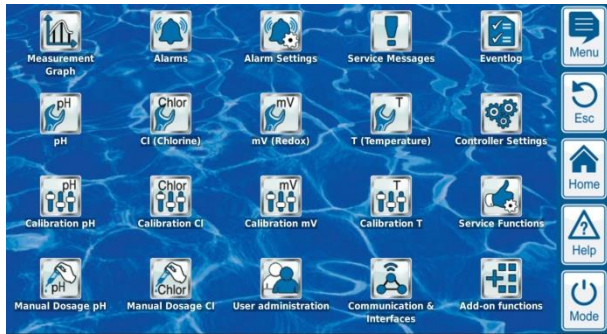 Measurement
Graph
Alarms
Alarm Settings
Service Messages
Eventlog
Menu
pH
pH
Chlor
Cl (Chlorine)
mV
mV (Redox)
T
T (Temperature)
Controller Settings
Esc
Home
pH
Calibration pH
Chlor
Calibration Cl
mV
Calibration mV
T
Calibration T
Service Functions
?
Help
pH
Manual Dosage pH
Chlor
Manual Dosage Cl
User administration
Communication &
Interfaces
Add-on functions
Mode